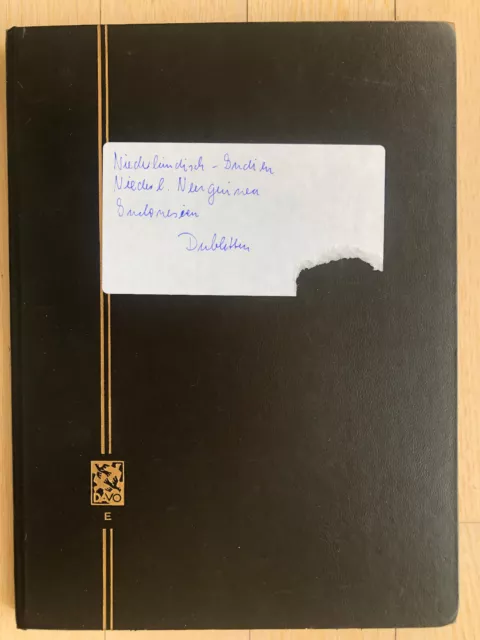 Niederländisch - Indien
Niederl. Neuguinea
Indonesien
Dubletten
DAVO
E